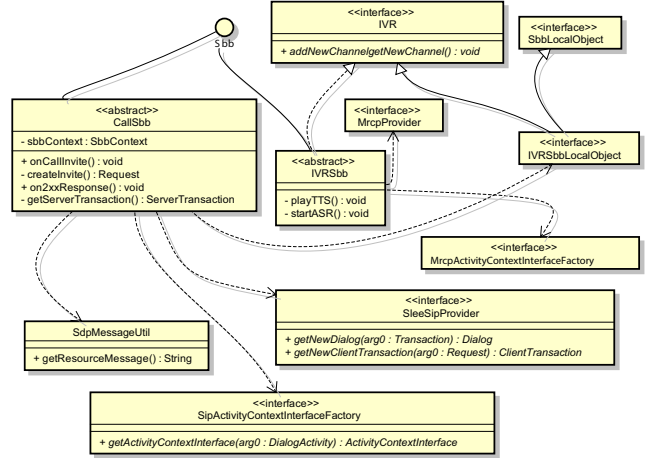 <<interface>>
IVR
+ addNewChannelgetNewChannel() : void
<<interface>>
SbbLocalObject
Sbb
<<abstract>>
CallSbb
- sbbContext : SbbContext
+ onCallInvite() : void
- createInvite() : Request
+ on2xxResponse() : void
- getServerTransaction() : ServerTransaction
<<interface>>
MrcpProvider
<<interface>>
IVRSbbLocalObject
<<abstract>>
IVRSbb
- playTTS() : void
- startASR() : void
<<interface>>
MrcpActivityContextInterfaceFactory
<<interface>>
SleeSipProvider
+ getNewDialog(arg0 : Transaction) : Dialog
+ getNewClientTransaction(arg0 : Request) : ClientTransaction
SdpMessageUtil
+ getResourceMessage() : String
<<interface>>
SipActivityContextInterfaceFactory
+ getActivityContextInterface(arg0 : DialogActivity) : ActivityContextInterface